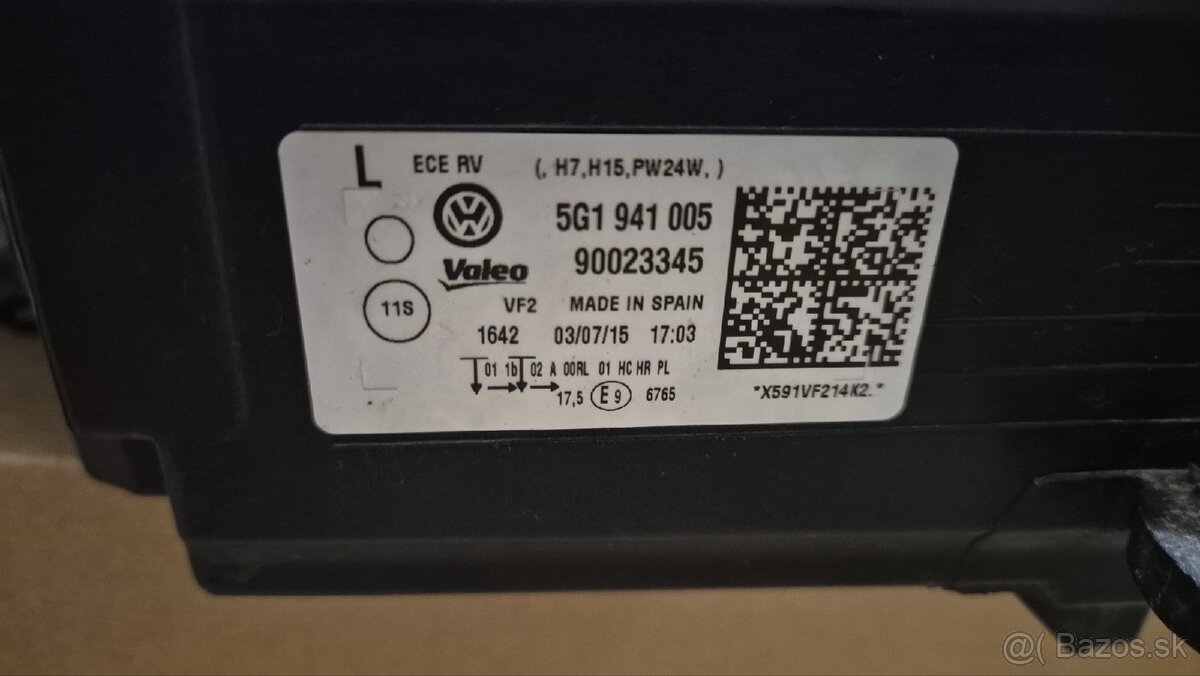 L ECE RV (, H7,H15,PW24W, )
5G1 941 005
Valeo 90023345
11S
VF2 MADE IN SPAIN
1642 03/07/15 17:03
01 1b 02 A 00RL 01 HC HR PL
17,5 E9 6765
*X591VF214K2.*
@( Bazos.sk